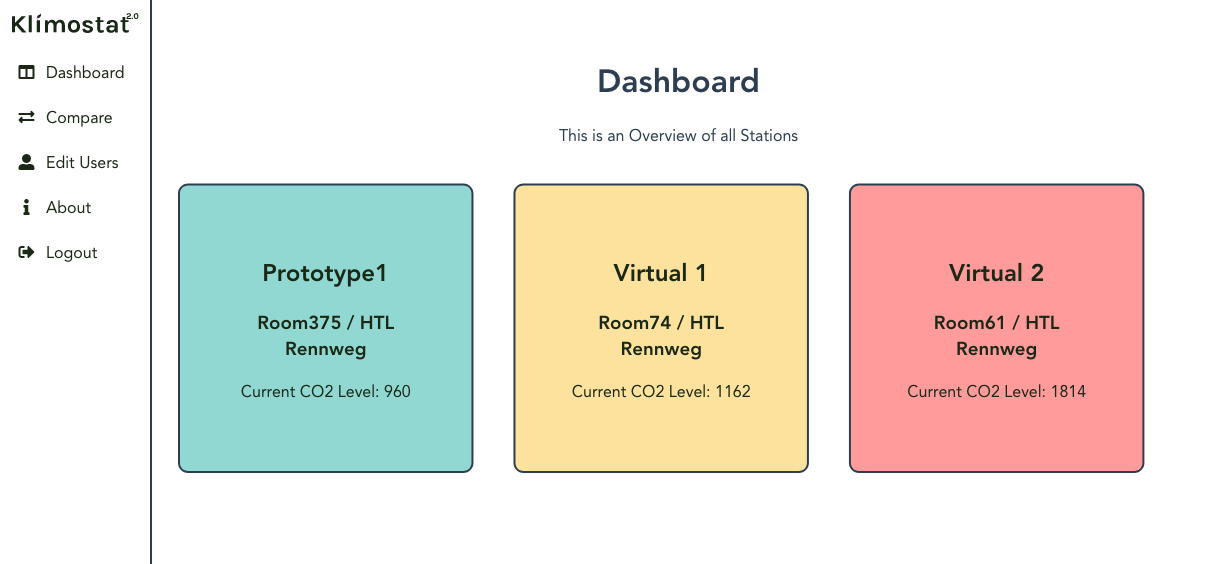 Klímostat 2.0
Dashboard
Compare
Edit Users
About
Logout
Dashboard
This is an Overview of all Stations
Prototype1
Room375 / HTL
Rennweg
Current CO2 Level: 960
Virtual 1
Room74 / HTL
Rennweg
Current CO2 Level: 1162
Virtual 2
Room61 / HTL
Rennweg
Current CO2 Level: 1814